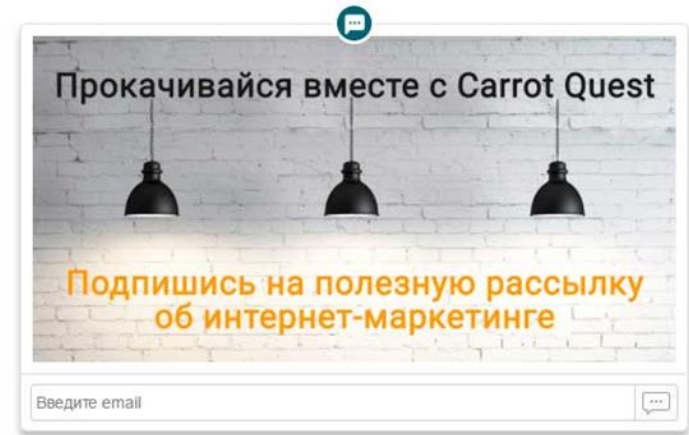 Прокачивайся вместе с Carrot Quest
Подпишись на полезную рассылку
об интернет-маркетинге
Введите email